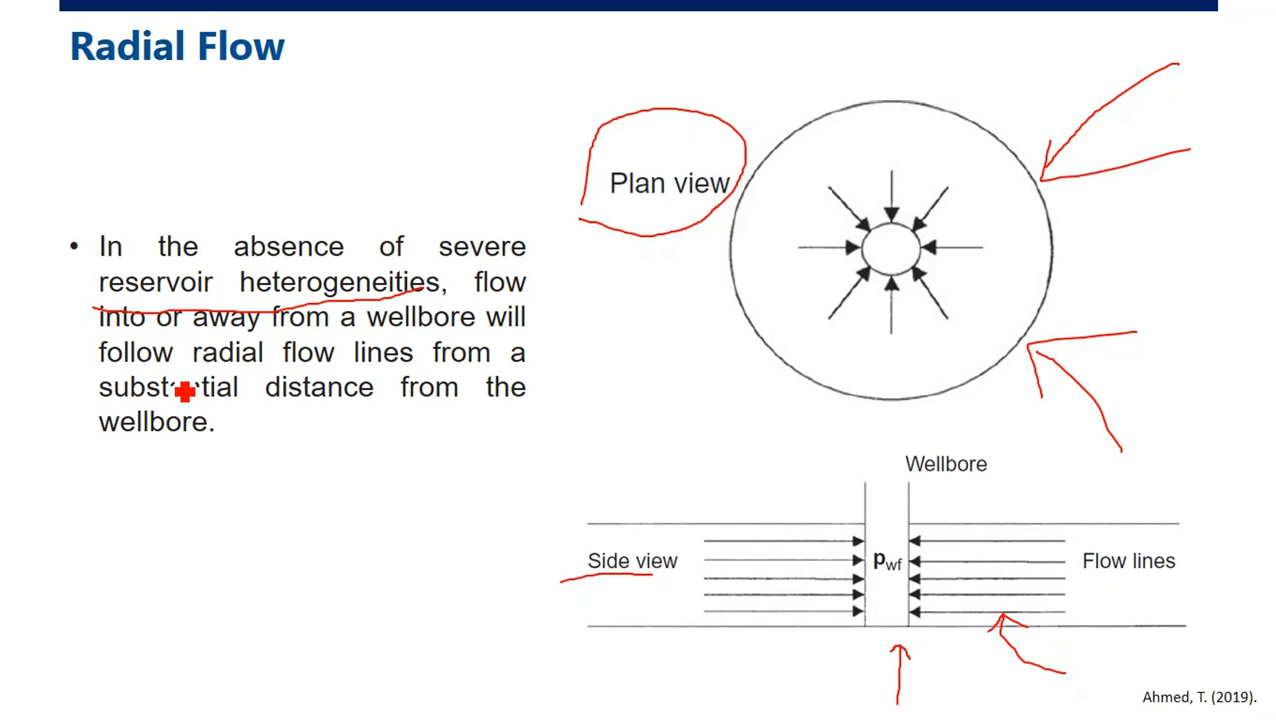 Radial Flow
Plan view
• In the absence of severe
reservoir heterogeneities, flow
into or away from a wellbore will
follow radial flow lines from a
substantial distance from the
wellbore.
Wellbore
Side view
pwf
Flow lines
Ahmed, T. (2019).